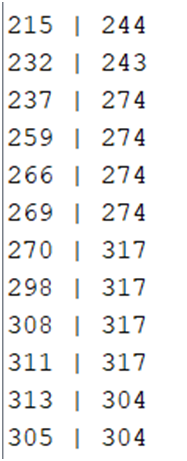 215 | 244
232 | 243
237 | 274
259 | 274
266 | 274
269 | 274
270 | 317
298 | 317
308 | 317
311 | 317
313 | 304
305 | 304